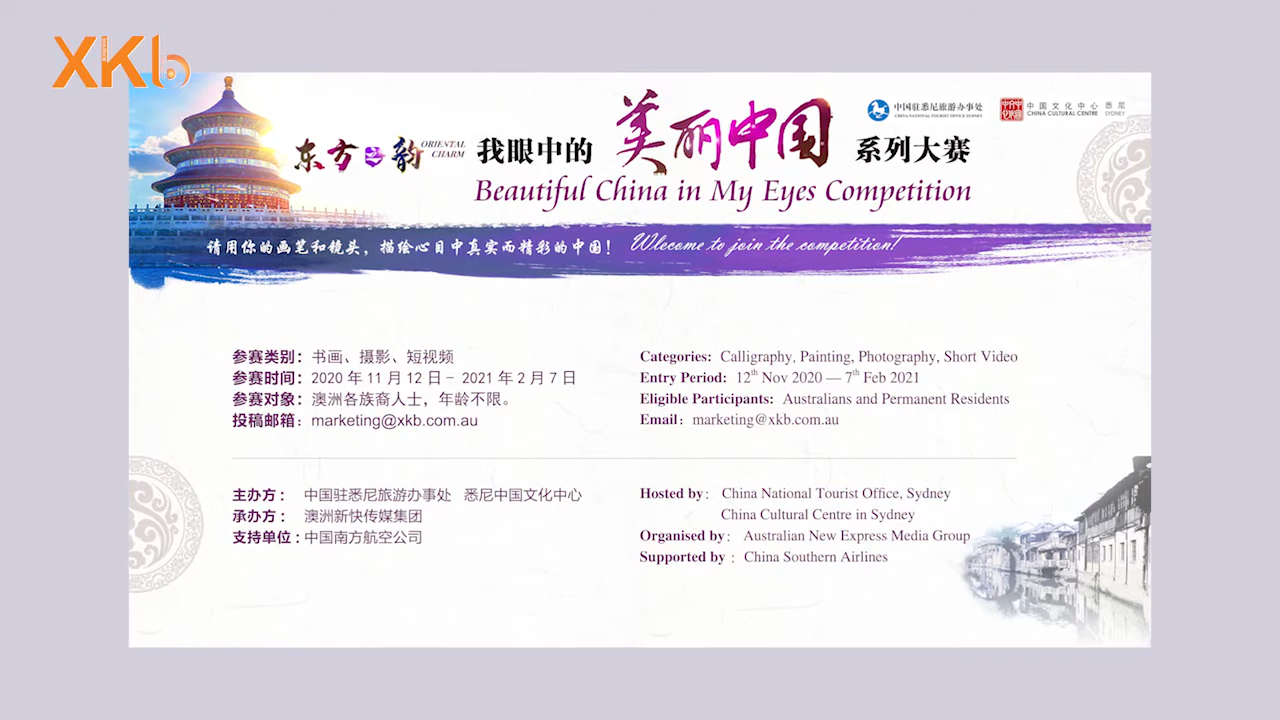 XKb
中国驻悉尼旅游办事处
CHINA NATIONAL TOURIST OFFICE SYDNEY
中国文化中心 悉尼
CHINA CULTURAL CENTRE SYDNEY
东方之韵 ORIENTAL CHARM 我眼中的 美丽中国 系列大赛
Beautiful China in My Eyes Competition
请用你的画笔和镜头，描绘心目中真实而精彩的中国！ Wlecome to join the competition!
参赛类别：书画、摄影、短视频
参赛时间：2020 年 11 月 12 日 – 2021 年 2 月 7 日
参赛对象：澳洲各族裔人士，年龄不限。
投稿邮箱：marketing@xkb.com.au
Categories: Calligraphy, Painting, Photography, Short Video
Entry Period: 12th Nov 2020 — 7th Feb 2021
Eligible Participants: Australians and Permanent Residents
Email：marketing@xkb.com.au
主办方： 中国驻悉尼旅游办事处 悉尼中国文化中心
承办方： 澳洲新快传媒集团
支持单位：中国南方航空公司
Hosted by： China National Tourist Office, Sydney
China Cultural Centre in Sydney
Organised by： Australian New Express Media Group
Supported by ： China Southern Airlines